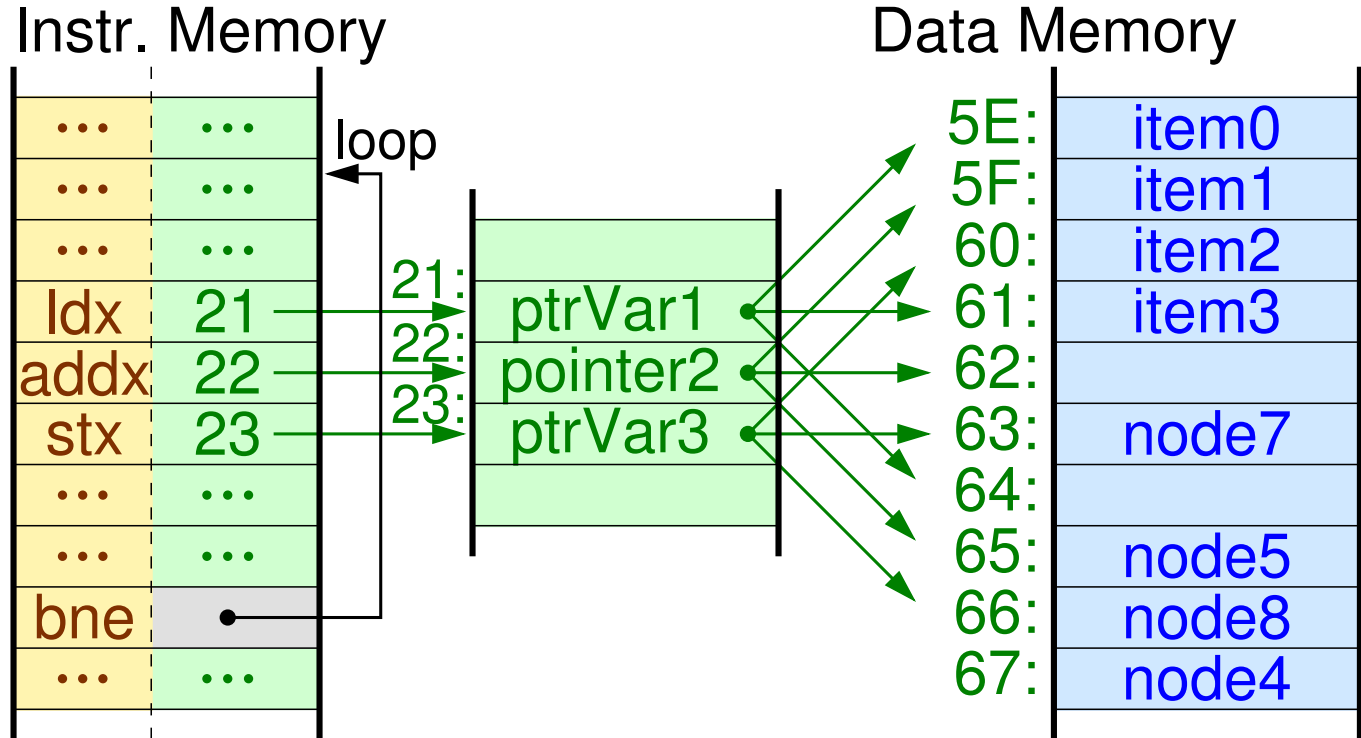 Instr. Memory
Data Memory
... ...
... ...
... ...
ldx 21
addx 22
stx 23
... ...
... ...
bne
... ...
loop
21: ptrVar1
22: pointer2
23: ptrVar3
5E: item0
5F: item1
60: item2
61: item3
62:
63: node7
64:
65: node5
66: node8
67: node4